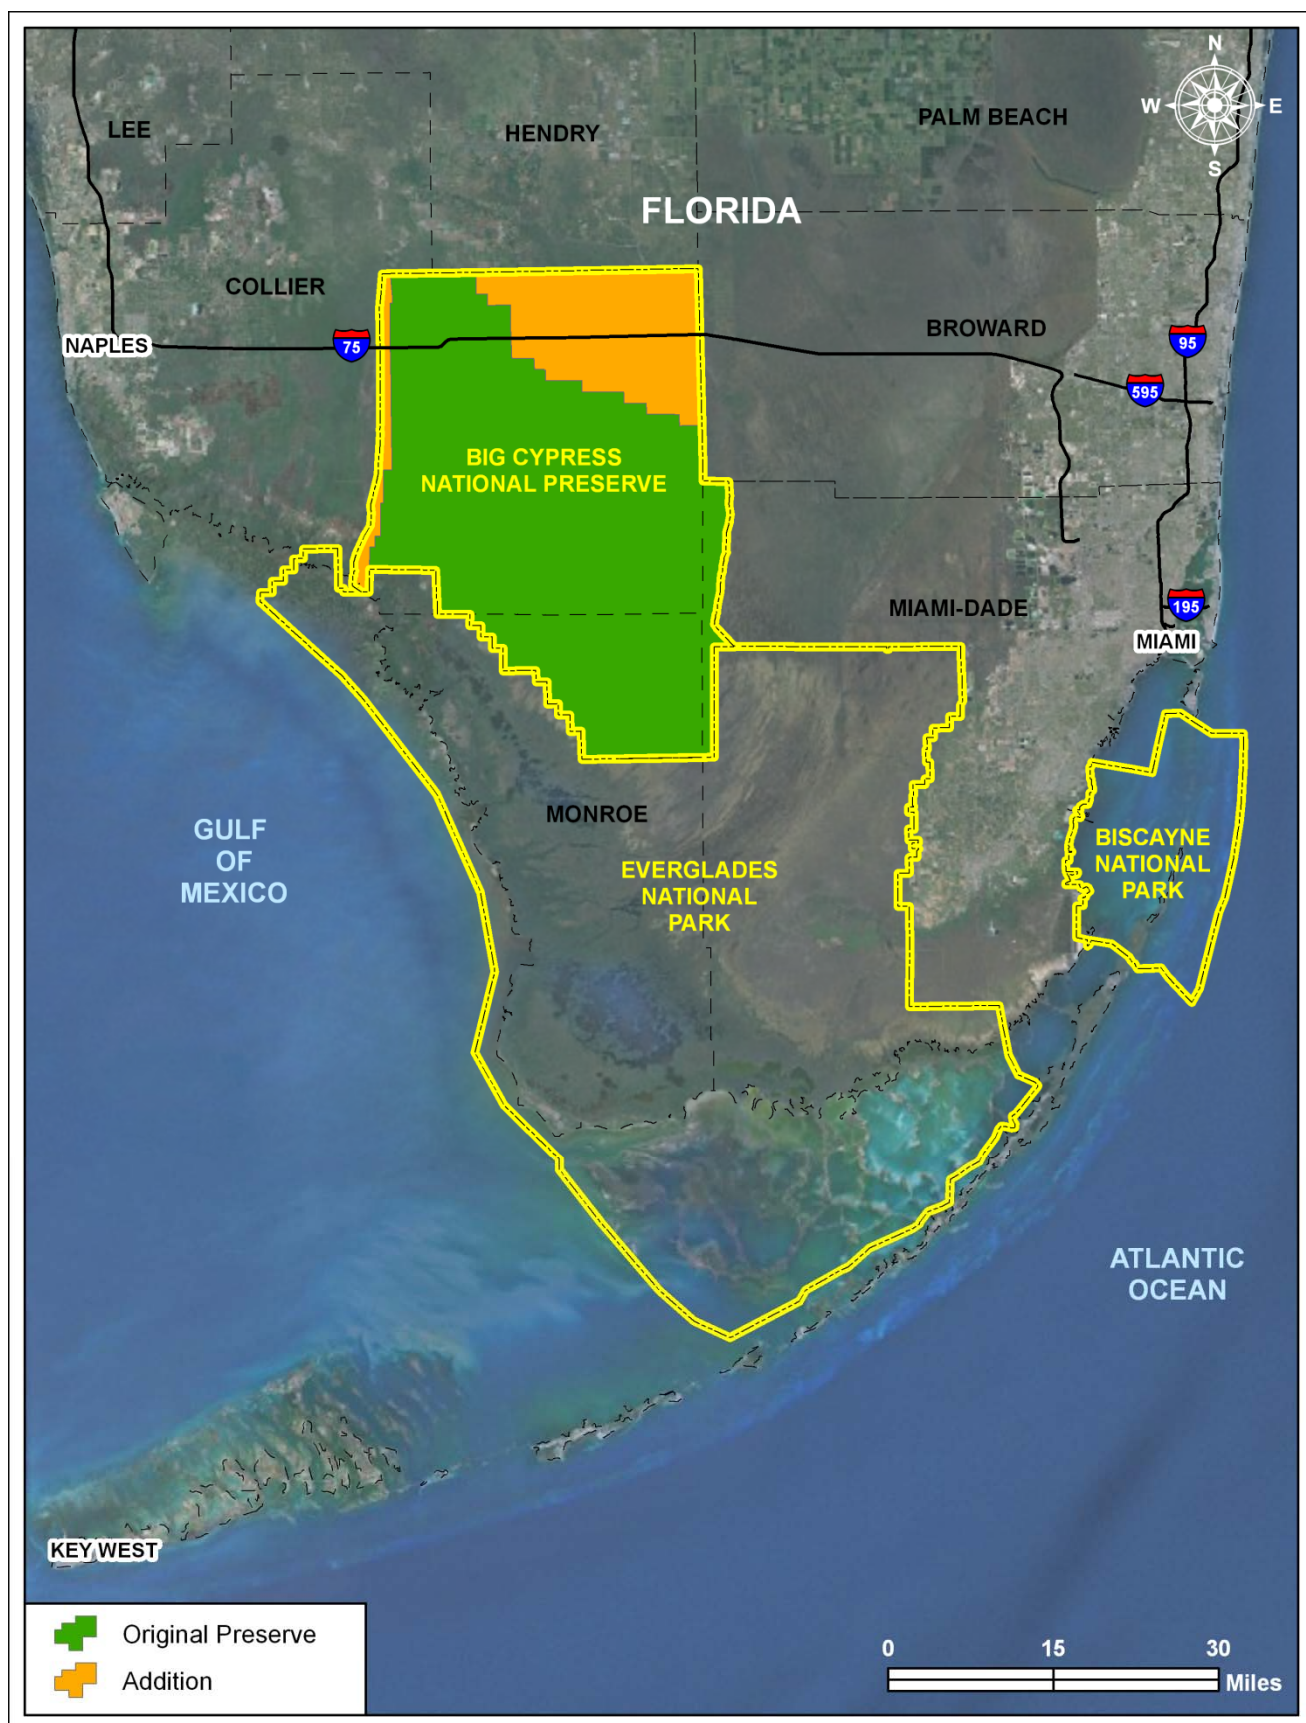 N
W E
S
LEE
HENDRY
PALM BEACH
FLORIDA
COLLIER
BROWARD
NAPLES
75
95
595
BIG CYPRESS
NATIONAL PRESERVE
MIAMI-DADE
195
MIAMI
MONROE
GULF
OF
MEXICO
EVERGLADES
NATIONAL
PARK
BISCAYNE
NATIONAL
PARK
ATLANTIC
OCEAN
KEY WEST
Original Preserve
Addition
0 15 30
Miles